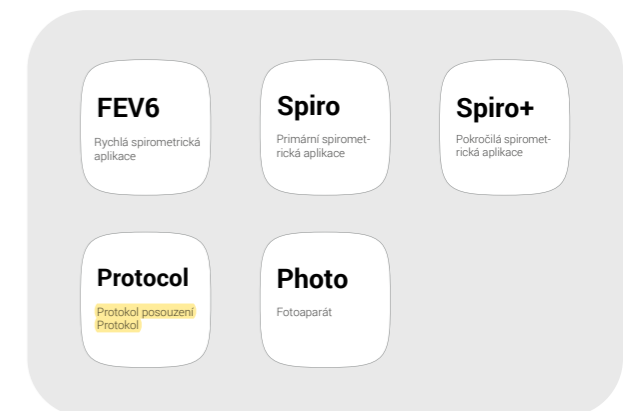 FEV6
Rychlá spirometrická
aplikace
Spiro
Primární spiromet-
rická aplikace
Spiro+
Pokročilá spiromet-
rická aplikace
Protocol
Protokol posouzení
Protokol
Photo
Fotoaparát